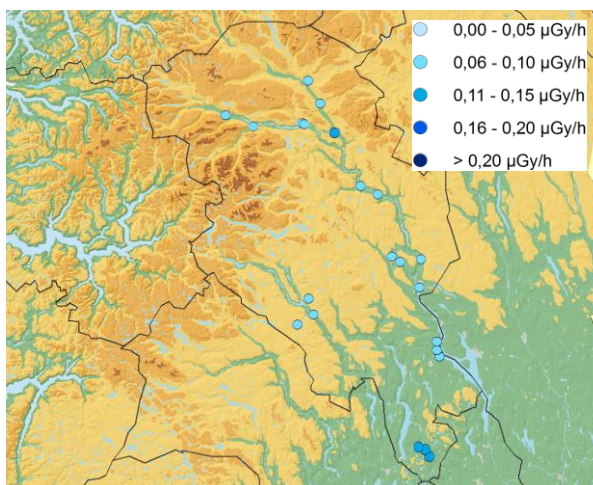 0,00 - 0,05 µGy/h
0,06 - 0,10 µGy/h
0,11 - 0,15 µGy/h
0,16 - 0,20 µGy/h
> 0,20 µGy/h